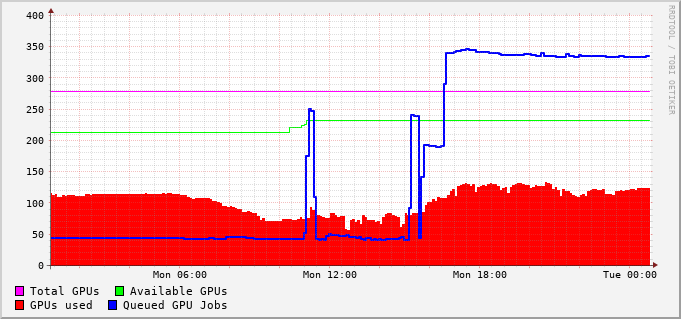 400
350
300
250
200
150
100
50
0
Mon 06:00 Mon 12:00 Mon 18:00 Tue 00:00
Total GPUs Available GPUs
GPUs used Queued GPU Jobs
RRDTOOL / TOBI OETIKER